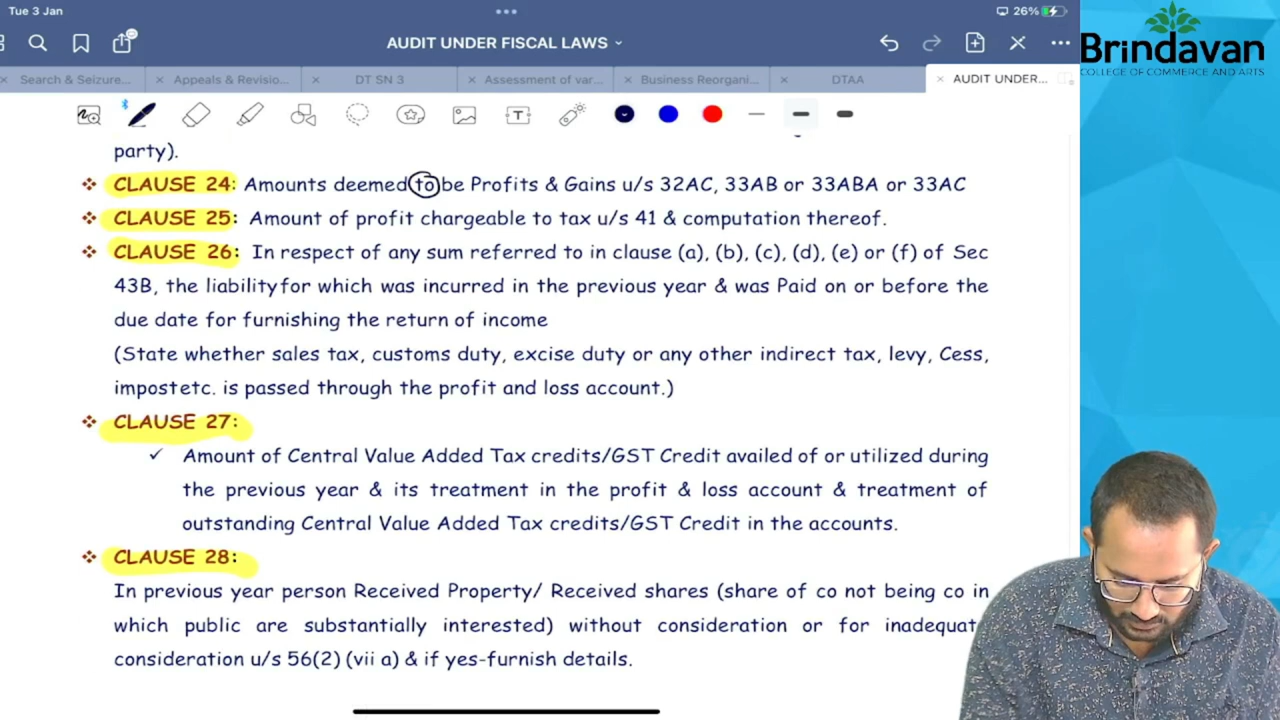 Tue 3 Jan
26%
AUDIT UNDER FISCAL LAWS
Search & Seizure...
Appeals & Revisio...
DT SN 3
Assessment of var...
Business Reorgani...
DTAA
AUDIT UNDER...
Brindavan
COLLEGE OF COMMERCE AND ARTS
party).
❖ CLAUSE 24: Amounts deemed to be Profits & Gains u/s 32AC, 33AB or 33ABA or 33AC
❖ CLAUSE 25: Amount of profit chargeable to tax u/s 41 & computation thereof.
❖ CLAUSE 26: In respect of any sum referred to in clause (a), (b), (c), (d), (e) or (f) of Sec
43B, the liabilityfor which was incurred in the previous year & was Paid on or before the
due date for furnishing the return of income
(State whether sales tax, customs duty, excise duty or any other indirect tax, levy, Cess,
impostetc. is passed through the profit and loss account.)
❖ CLAUSE 27:
✓ Amount of Central Value Added Tax credits/GST Credit availed of or utilized during
the previous year & its treatment in the profit & loss account & treatment of
outstanding Central Value Added Tax credits/GST Credit in the accounts.
❖ CLAUSE 28:
In previous year person Received Property/ Received shares (share of co not being co in
which public are substantially interested) without consideration or for inadequat
consideration u/s 56(2) (vii a) & if yes-furnish details.